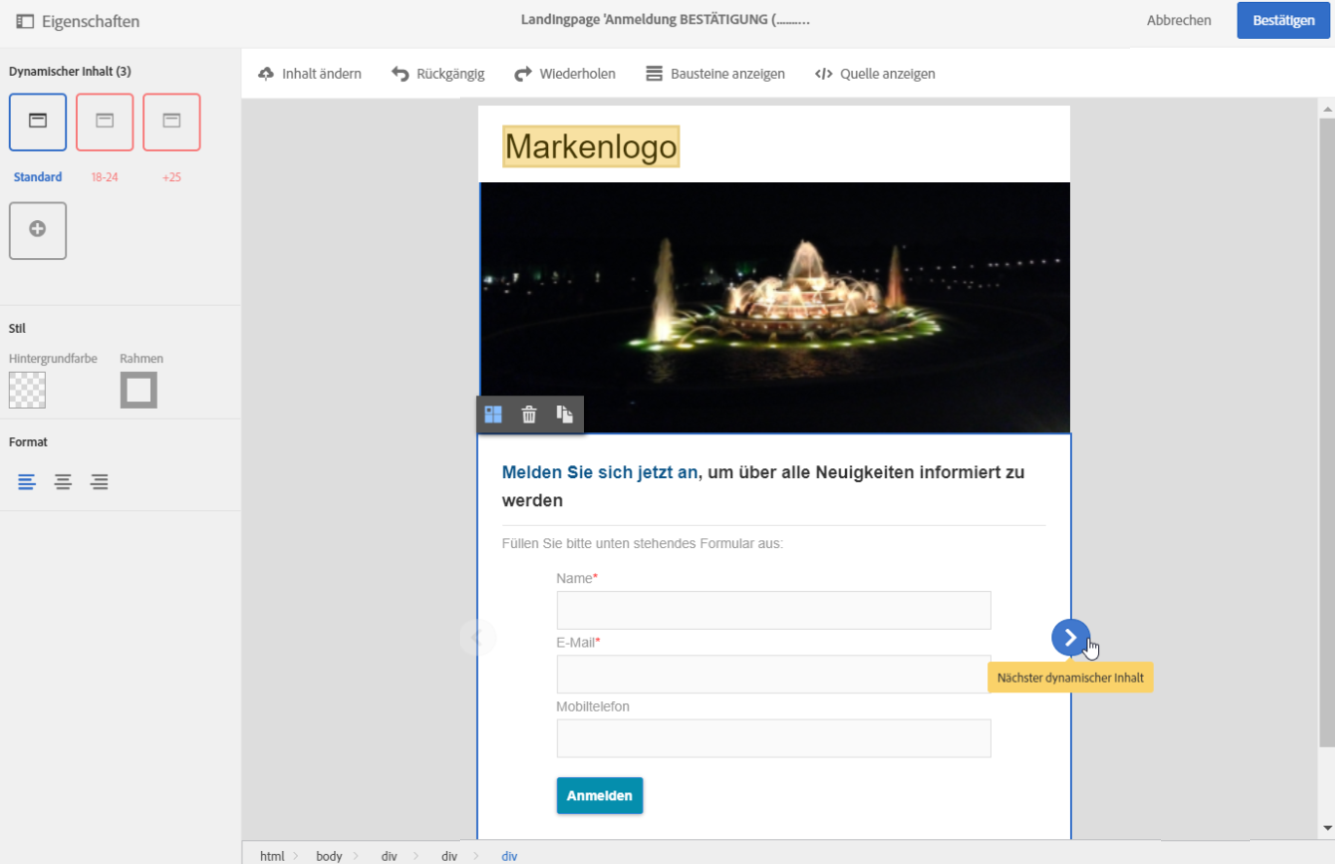 Eigenschaften
Landingpage 'Anmeldung BESTÄTIGUNG (.........
Abbrechen
Bestätigen
Dynamischer Inhalt (3)
Inhalt ändern
Rückgängig
Wiederholen
Bausteine anzeigen
Quelle anzeigen
Standard
18-24
+25
Stil
Hintergrundfarbe
Rahmen
Format
Markenlogo
Melden Sie sich jetzt an, um über alle Neuigkeiten informiert zu
werden
Füllen Sie bitte unten stehendes Formular aus:
Name*
E-Mail*
Nächster dynamischer Inhalt
Mobiltelefon
Anmelden
html > body > div > div > div